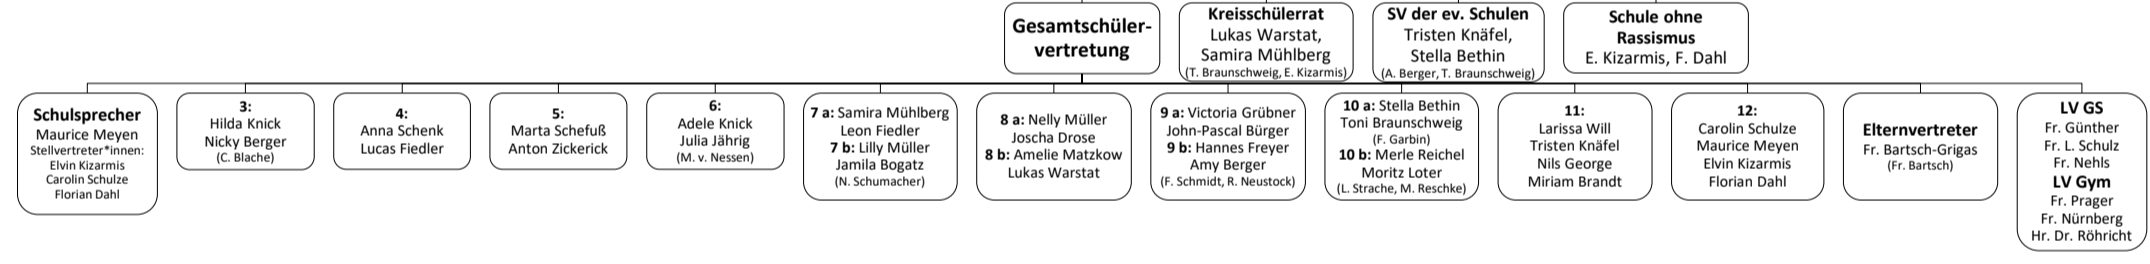 Gesamtschüler-
vertretung
Kreisschülerrat
Lukas Warstat,
Samira Mühlberg
(T. Braunschweig, E. Kizarmis)
SV der ev. Schulen
Tristen Knäfel,
Stella Bethin
(A. Berger, T. Braunschweig)
Schule ohne
Rassismus
E. Kizarmis, F. Dahl
Schulsprecher
Maurice Meyen
Stellvertreter*innen:
Elvin Kizarmis
Carolin Schulze
Florian Dahl
3:
Hilda Knick
Nicky Berger
(C. Blache)
4:
Anna Schenk
Lucas Fiedler
5:
Marta Schefuß
Anton Zickerick
6:
Adele Knick
Julia Jährig
(M. v. Nessen)
7 a: Samira Mühlberg
Leon Fiedler
7 b: Lilly Müller
Jamila Bogatz
(N. Schumacher)
8 a: Nelly Müller
Joscha Drose
8 b: Amelie Matzkow
Lukas Warstat
9 a: Victoria Grübner
John-Pascal Bürger
9 b: Hannes Freyer
Amy Berger
(F. Schmidt, R. Neustock)
10 a: Stella Bethin
Toni Braunschweig
(F. Garbin)
10 b: Merle Reichel
Moritz Loter
(L. Strache, M. Reschke)
11:
Larissa Will
Tristen Knäfel
Nils George
Miriam Brandt
12:
Carolin Schulze
Maurice Meyen
Elvin Kizarmis
Florian Dahl
Elternvertreter
Fr. Bartsch-Grigas
(Fr. Bartsch)
LV GS
Fr. Günther
Fr. L. Schulz
Fr. Nehls
LV Gym
Fr. Prager
Fr. Nürnberg
Hr. Dr. Röhricht